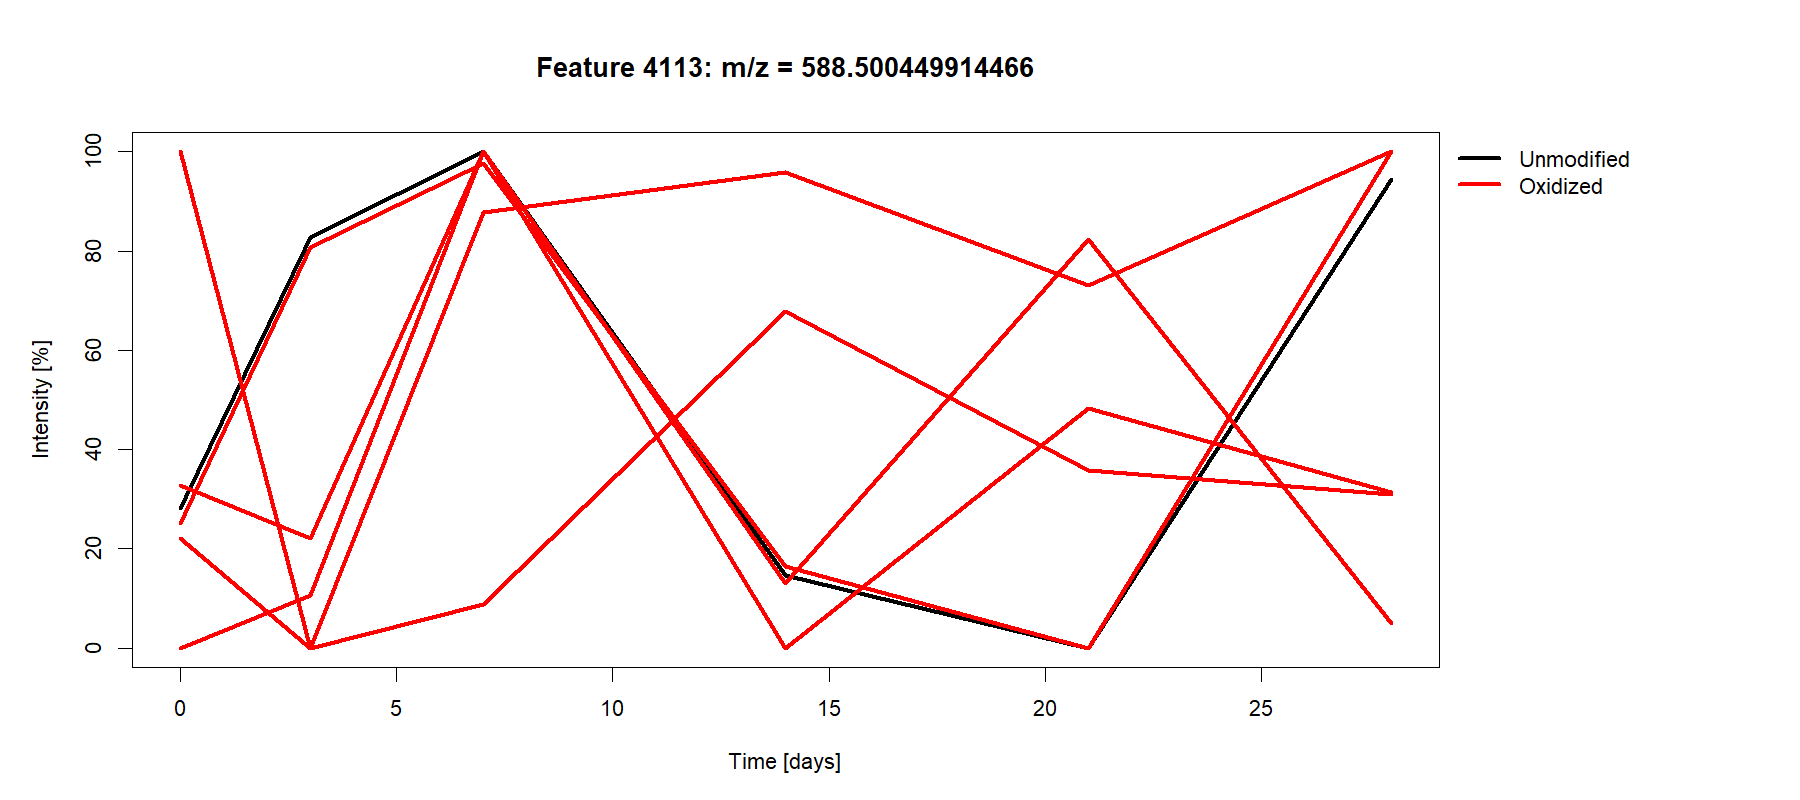 Feature 4113: m/z = 588.500449914466
Unmodified
Oxidized
Intensity [%]
100
80
60
40
20
0
0 5 10 15 20 25
Time [days]